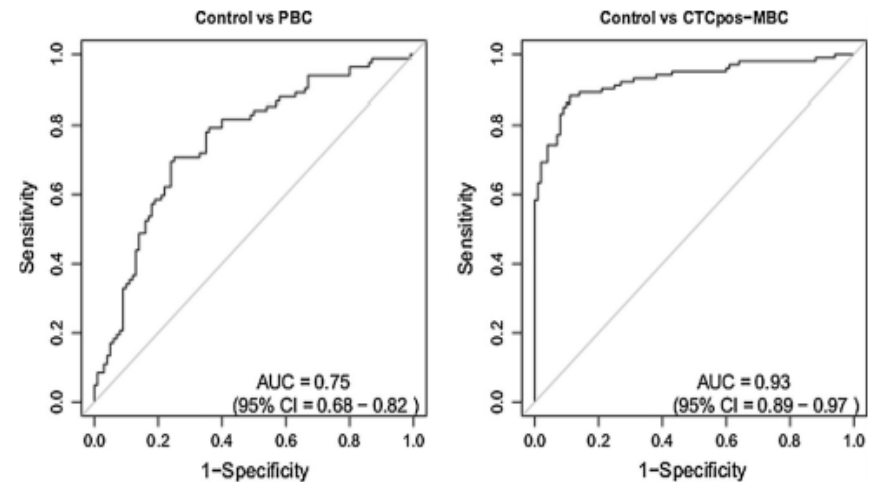 Control vs PBC
1.0
0.8
0.6
0.4
0.2
0.0
Sensitivity
AUC = 0.75
(95% CI = 0.68 – 0.82 )
0.0 0.2 0.4 0.6 0.8 1.0
1−Specificity
Control vs CTCpos−MBC
1.0
0.8
0.6
0.4
0.2
0.0
Sensitivity
AUC = 0.93
(95% CI = 0.89 – 0.97 )
0.0 0.2 0.4 0.6 0.8 1.0
1−Specificity